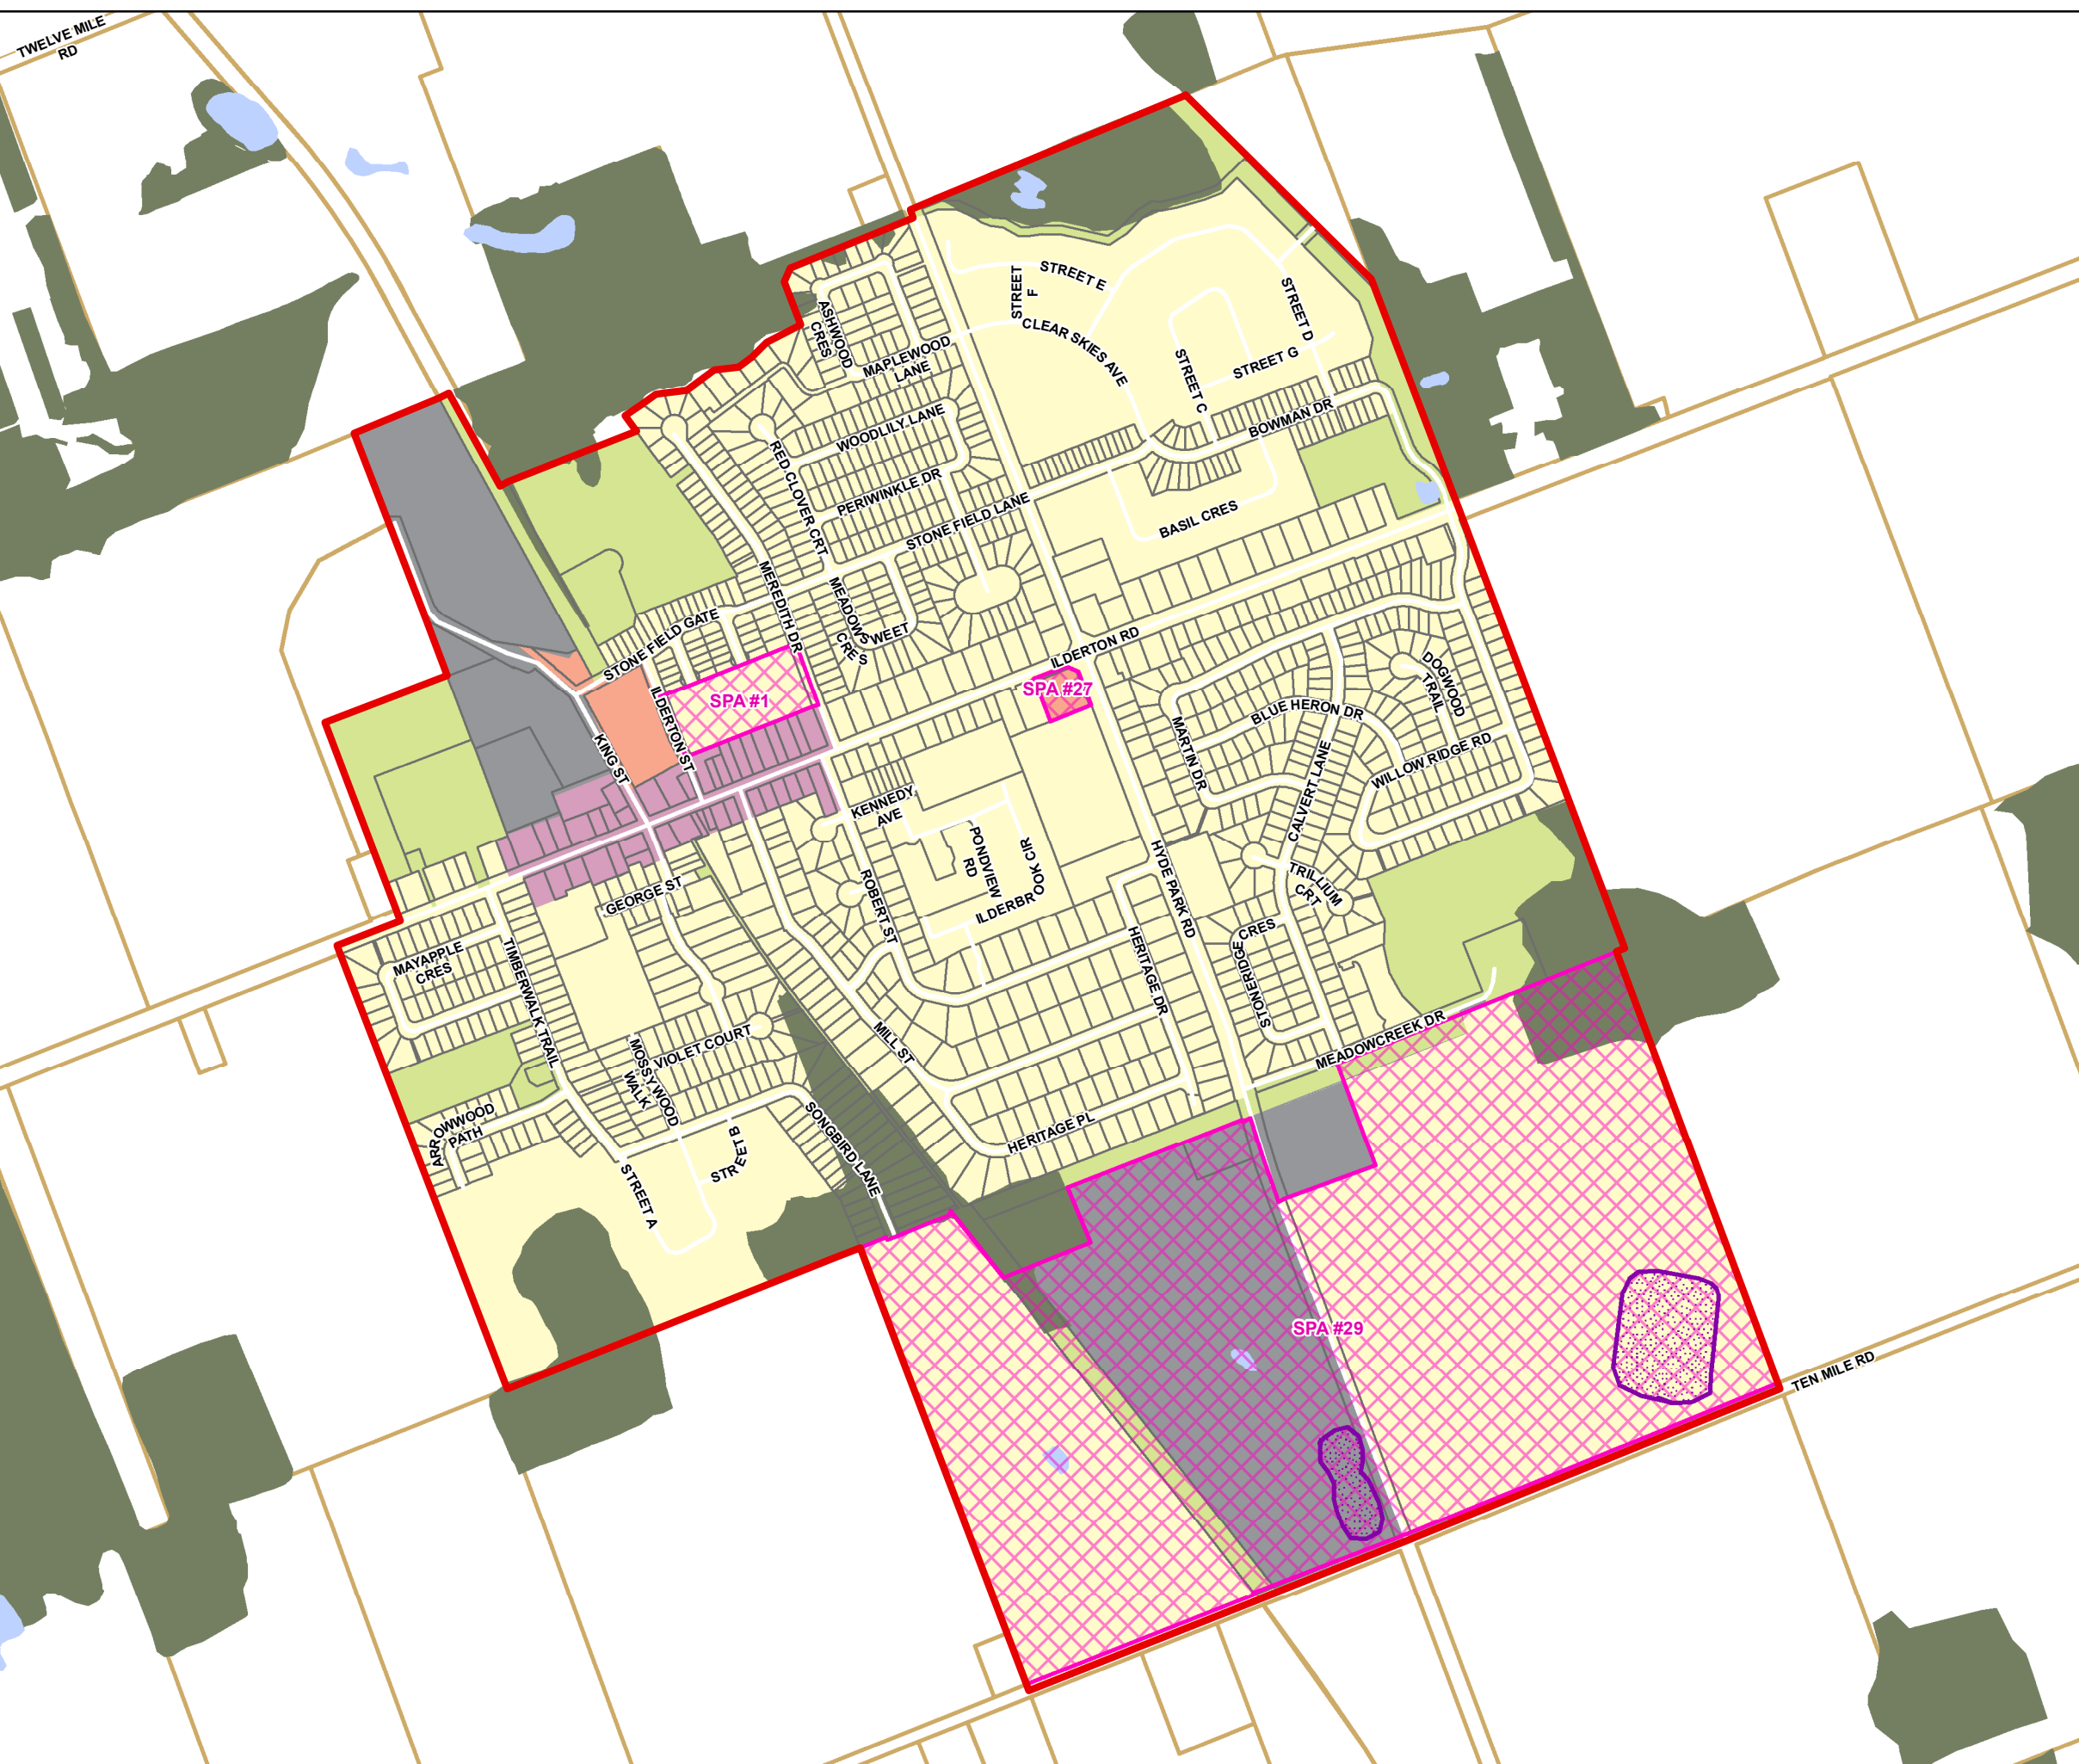 TWELVE MILE
RD
STREET E
STREET
F
STREET D
CLEAR SKIES AVE
ASHWOOD
CRES
MAPLEWOOD
LANE
STREET G
STREET C
BOWMAN DR
WOODLILY LANE
RED CLOVER CRT
PERIWINKLE DR
STONE FIELD LANE
BASIL CRES
MEREDITH DR
MEADOW SWEET
CRES
STONE FIELD GATE
ILDERTON RD
SPA #1
SPA #27
ILDERTON ST
KING ST
DOGWOOD
TRAIL
BLUE HERON DR
MARTIN DR
WILLOW RIDGE RD
CALVERT LANE
KENNEDY
AVE
PONDVIEW
RD
ILDERBROOK CIR
HYDE PARK RD
TRILLIUM
CRT
GEORGE ST
ROBERT ST
STONERIDGE
CRES
HERITAGE DR
MAYAPPLE
CRES
TIMBERWALK TRAIL
MILL ST
MEADOWCREEK DR
VIOLET COURT
MOSSYWOOD
WALK
ARROWWOOD
PATH
STREET B
SONGBIRD LANE
HERITAGE PL
STREET A
SPA #29
TEN MILE RD